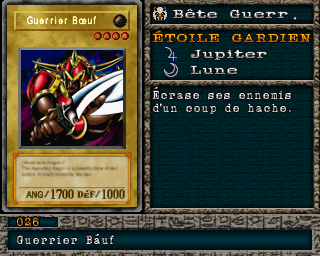 Guerrier Bœuf
ANG/1700 DéF/1000
Bête Guerr.
ÉTOILE GARDIEN
Jupiter
Lune
Écrase ses ennemis
d'un coup de hache.
026
Guerrier Báuf